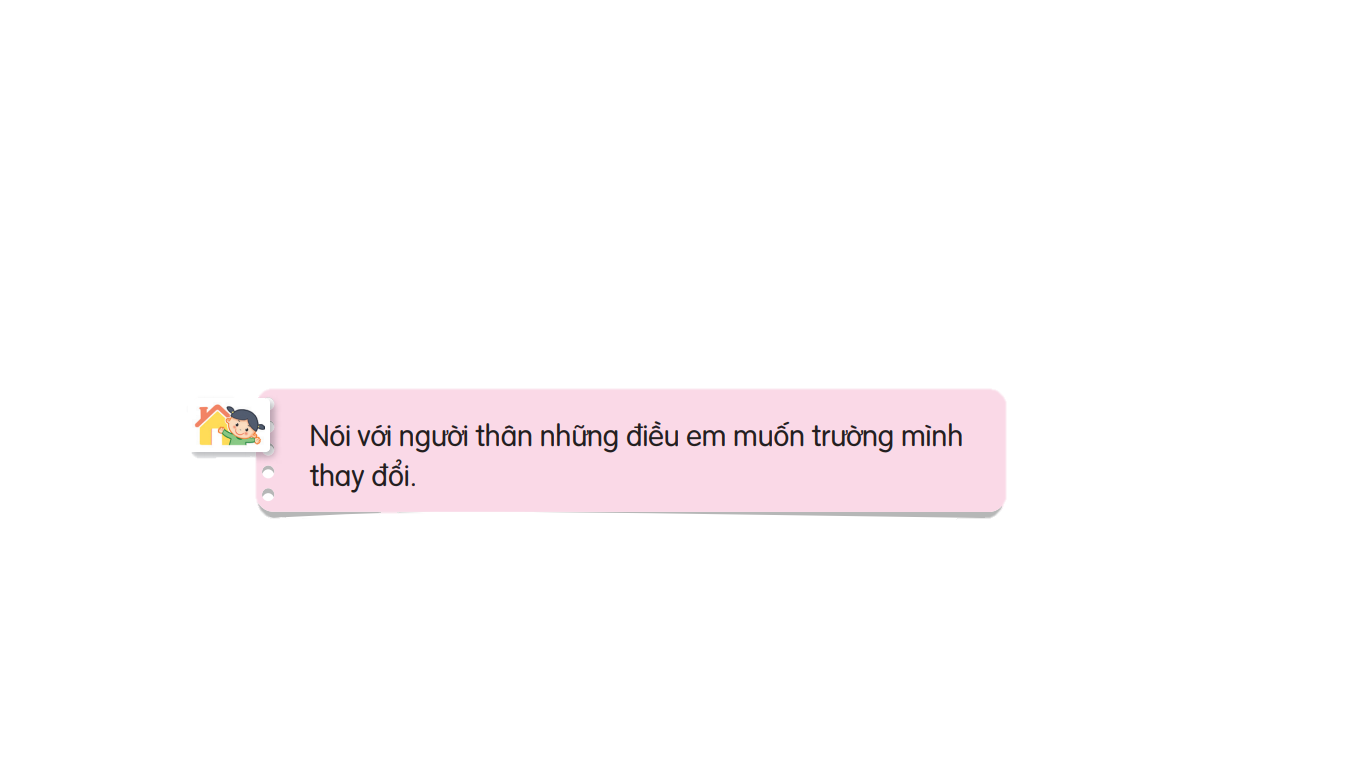 Nói với người thân những điều em muốn trường mình
thay đổi.